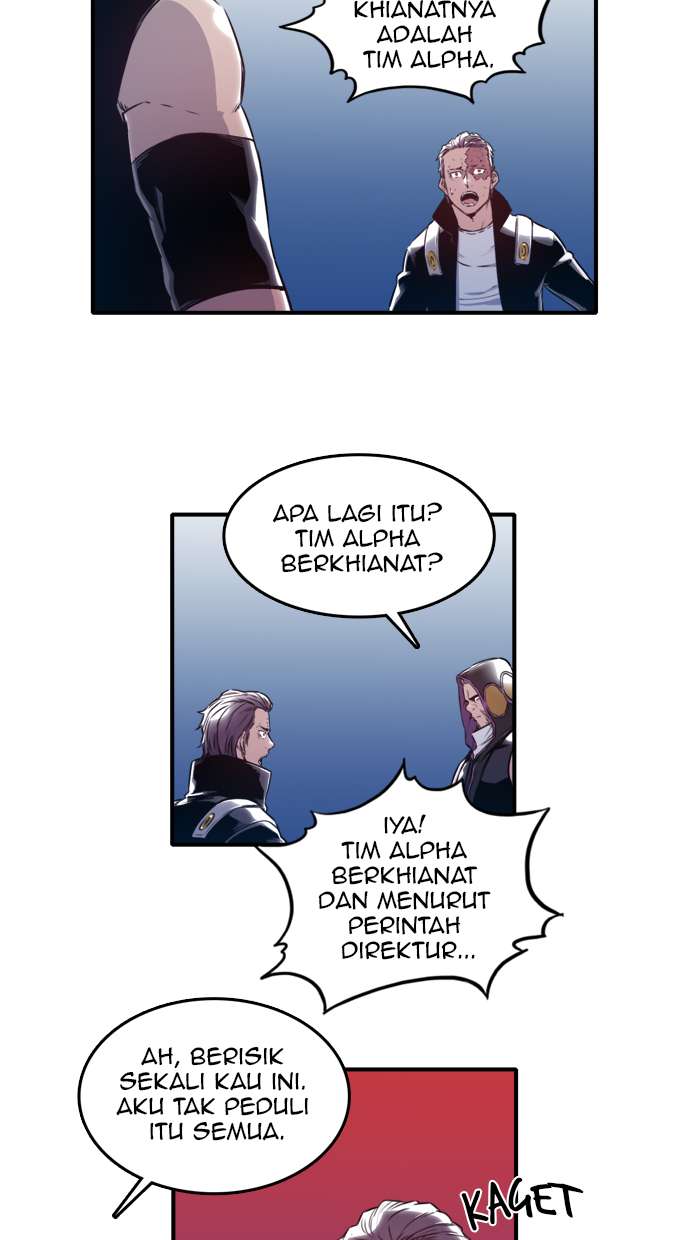 KHIANATNYA
ADALAH
TIM ALPHA.
APA LAGI ITU?
TIM ALPHA
BERKHIANAT?
IYA!
TIM ALPHA
BERKHIANAT
DAN MENURUT
PERINTAH
DIREKTUR...
AH, BERISIK
SEKALI KAU INI.
AKU TAK PEDULI
ITU SEMUA.
KAGET